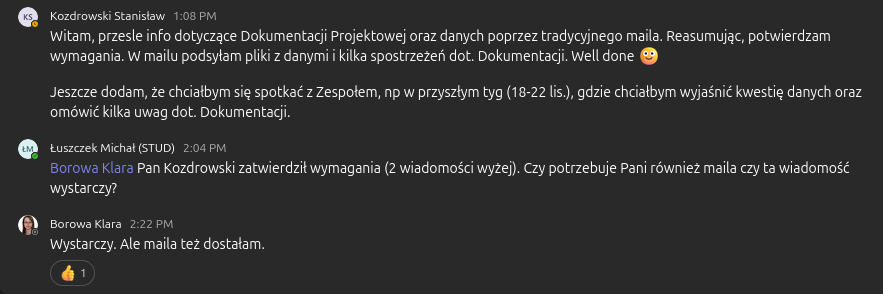 KS Kozdrowski Stanisław 1:08 PM
Witam, przesle info dotyczące Dokumentacji Projektowej oraz danych poprzez tradycyjnego maila. Reasumując, potwierdzam
wymagania. W mailu podsyłam pliki z danymi i kilka spostrzeżeń dot. Dokumentacji. Well done
Jeszcze dodam, że chciałbym się spotkać z Zespołem, np w przyszłym tyg (18-22 lis.), gdzie chciałbym wyjaśnić kwestię danych oraz
omówić kilka uwag dot. Dokumentacji.
ŁM Łuszczek Michał (STUD) 2:04 PM
Borowa Klara Pan Kozdrowski zatwierdził wymagania (2 wiadomości wyżej). Czy potrzebuje Pani również maila czy ta wiadomość
wystarczy?
Borowa Klara 2:22 PM
Wystarczy. Ale maila też dostałam.
👍 1